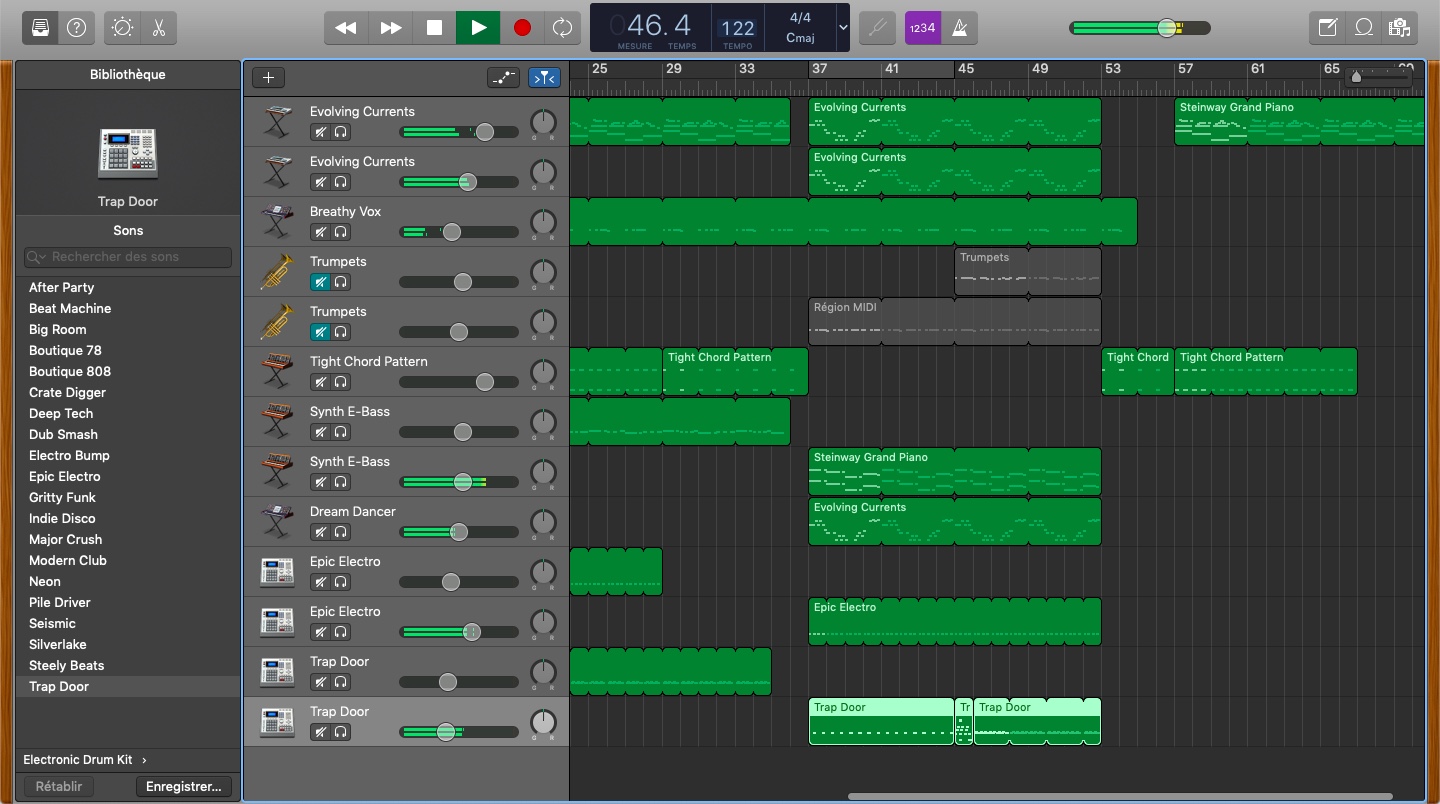 46.4
MESURE TEMPS
122
TEMPO
4/4
Cmaj
1234
Bibliothèque
Trap Door
Sons
Rechercher des sons
After Party
Beat Machine
Big Room
Boutique 78
Boutique 808
Crate Digger
Deep Tech
Dub Smash
Electro Bump
Epic Electro
Gritty Funk
Indie Disco
Major Crush
Modern Club
Neon
Pile Driver
Seismic
Silverlake
Steely Beats
Trap Door
Electronic Drum Kit ›
Rétablir Enregistrer...
25 29 33 37 41 45 49 53 57 61 65
Evolving Currents
Evolving Currents
Steinway Grand Piano
Evolving Currents
Evolving Currents
Breathy Vox
Trumpets
Trumpets
Trumpets
Région MIDI
Tight Chord Pattern
Tight Chord Pattern
Tight Chord
Tight Chord Pattern
Synth E-Bass
Synth E-Bass
Steinway Grand Piano
Dream Dancer
Evolving Currents
Epic Electro
Epic Electro
Epic Electro
Trap Door
Trap Door
Trap Door
Tr
Trap Door